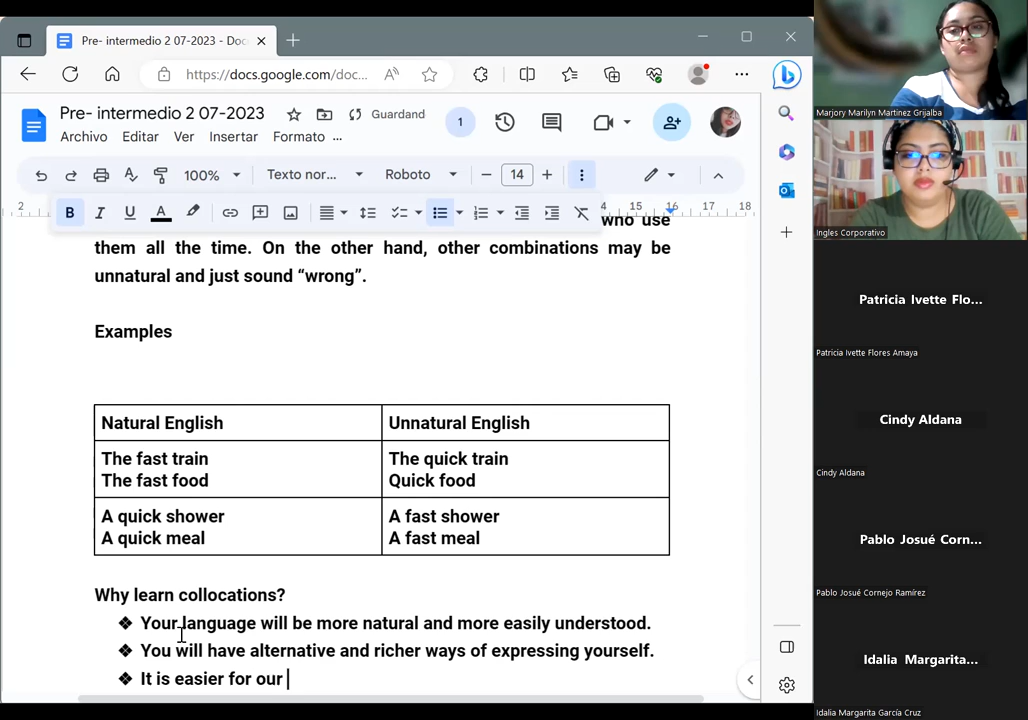 Pre- intermedio 2 07-2023 - Doc
https://docs.google.com/doc...
Pre- intermedio 2 07-2023
Guardand
1
Archivo Editar Ver Insertar Formato ...
100% Texto nor... Roboto 14
2 15 16 17 18
who use
them all the time. On the other hand, other combinations may be
unnatural and just sound “wrong”.
Examples
Natural English Unnatural English
The fast train The quick train
The fast food Quick food
A quick shower A fast shower
A quick meal A fast meal
Why learn collocations?
❖ Your language will be more natural and more easily understood.
❖ You will have alternative and richer ways of expressing yourself.
❖ It is easier for our
Marjory Marilyn Martinez Grijalba
Ingles Corporativo
Patricia Ivette Flo...
Patricia Ivette Flores Amaya
Cindy Aldana
Cindy Aldana
Pablo Josué Corn...
Pablo Josué Cornejo Ramírez
Idalia Margarita...
Idalia Margarita García Cruz